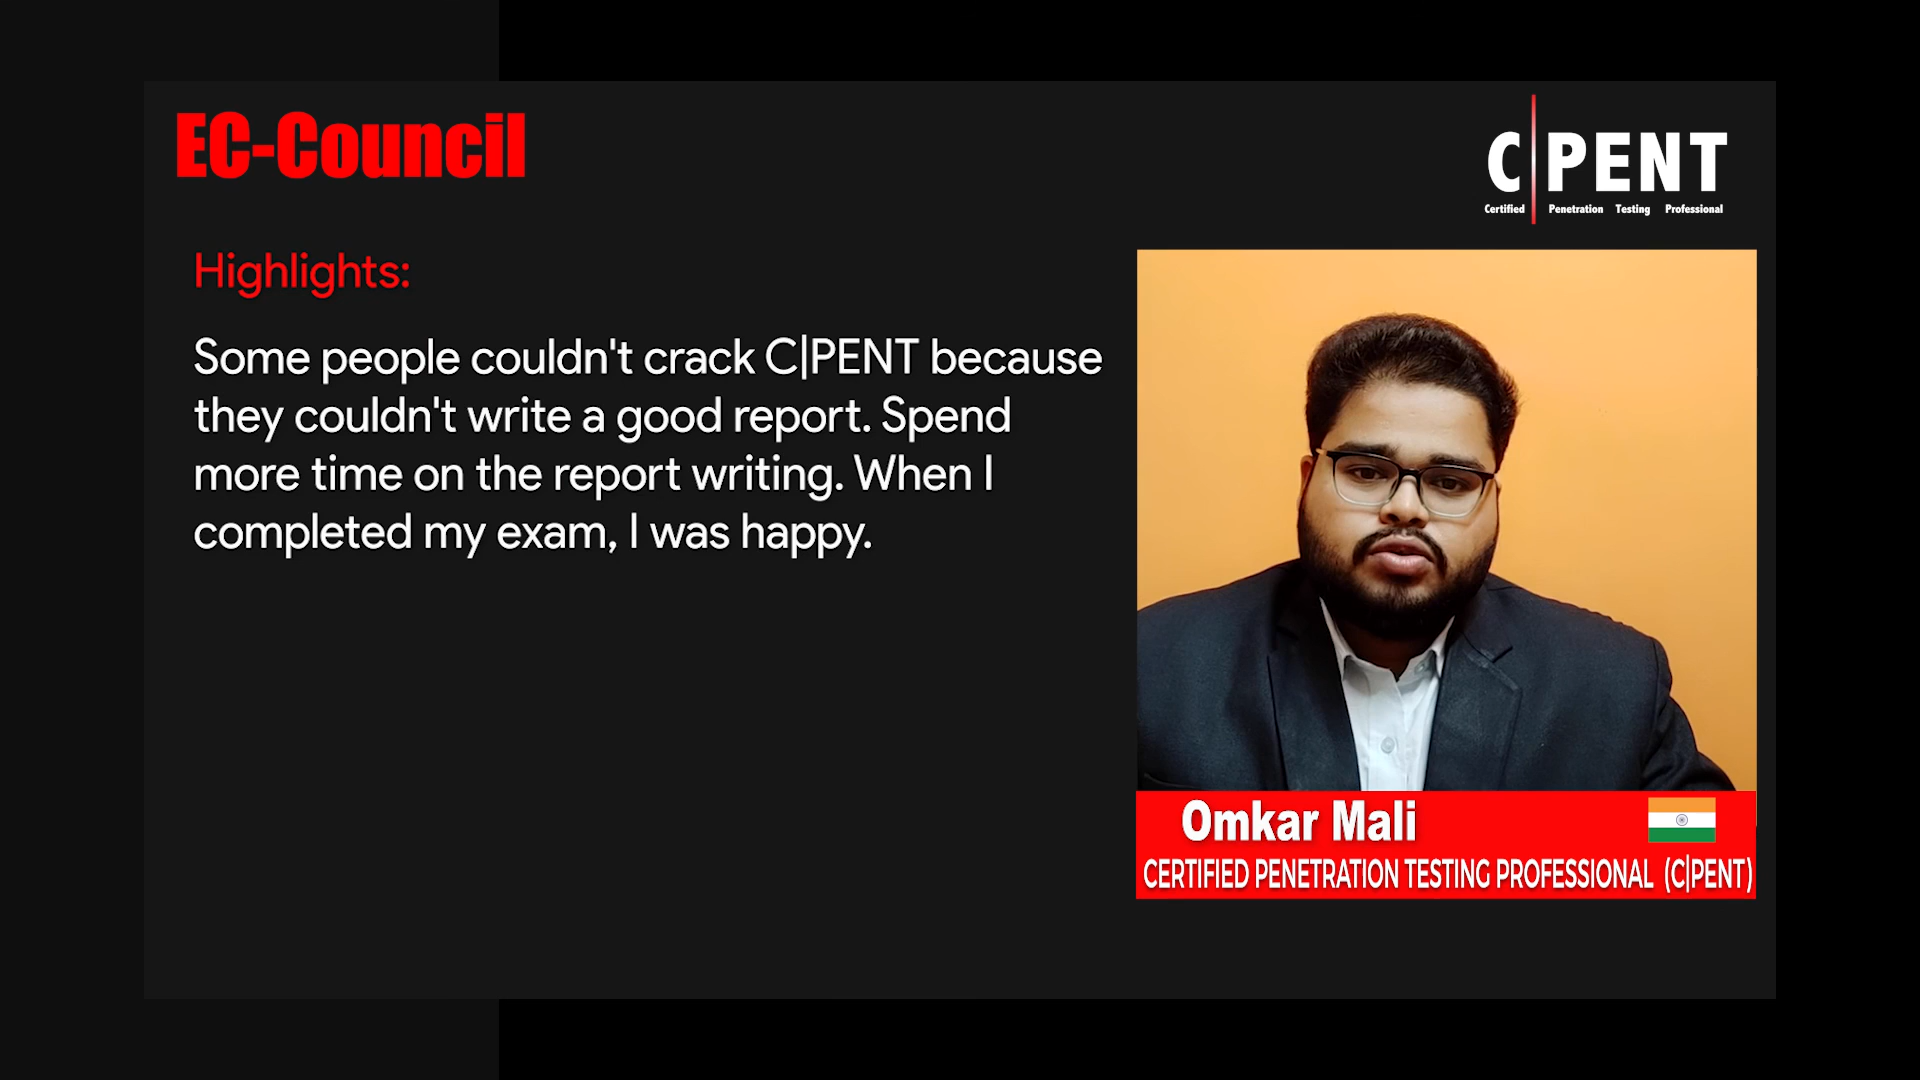 EC-Council
C|PENT
Certified Penetration Testing Professional
Highlights:
Some people couldn't crack C|PENT because
they couldn't write a good report. Spend
more time on the report writing. When I
completed my exam, I was happy.
Omkar Mali
CERTIFIED PENETRATION TESTING PROFESSIONAL (C|PENT)